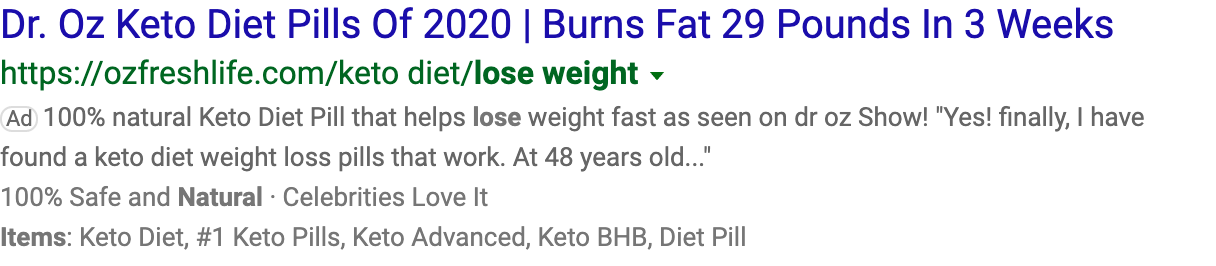 Dr. Oz Keto Diet Pills Of 2020 | Burns Fat 29 Pounds In 3 Weeks
https://ozfreshlife.com/keto diet/lose weight
Ad 100% natural Keto Diet Pill that helps lose weight fast as seen on dr oz Show! "Yes! finally, I have
found a keto diet weight loss pills that work. At 48 years old..."
100% Safe and Natural · Celebrities Love It
Items: Keto Diet, #1 Keto Pills, Keto Advanced, Keto BHB, Diet Pill